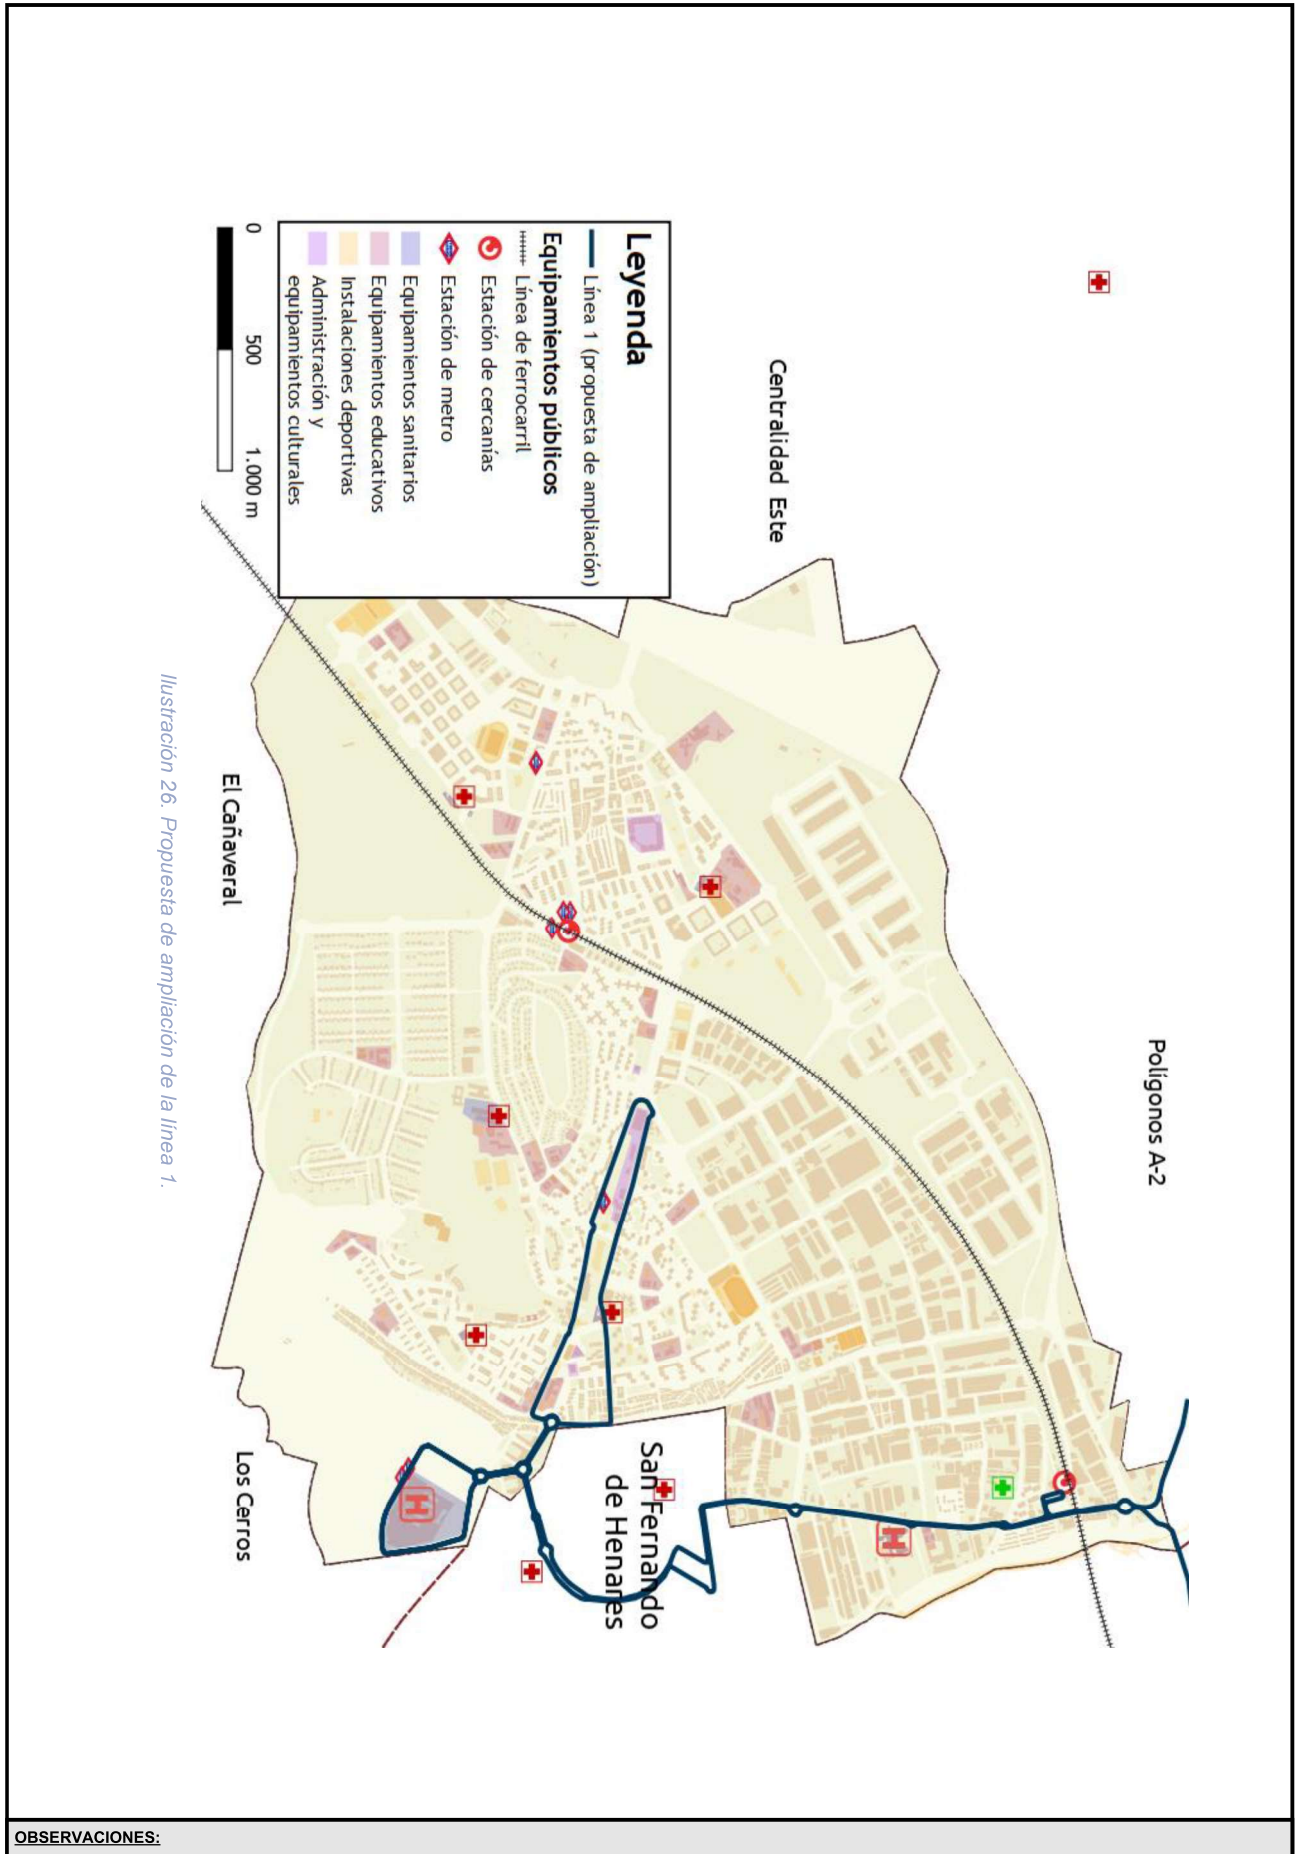 Leyenda
Línea 1 (propuesta de ampliación)
Equipamientos públicos
Línea de ferrocarril
Estación de cercanías
Estación de metro
Equipamientos sanitarios
Equipamientos educativos
Instalaciones deportivas
Administración y
equipamientos culturales
0 500 1.000 m
Centralidad Este
Polígonos A-2
El Cañaveral
Los Cerros
San Fernando
de Henares
H
H
Ilustración 26. Propuesta de ampliación de la línea 1.
OBSERVACIONES: